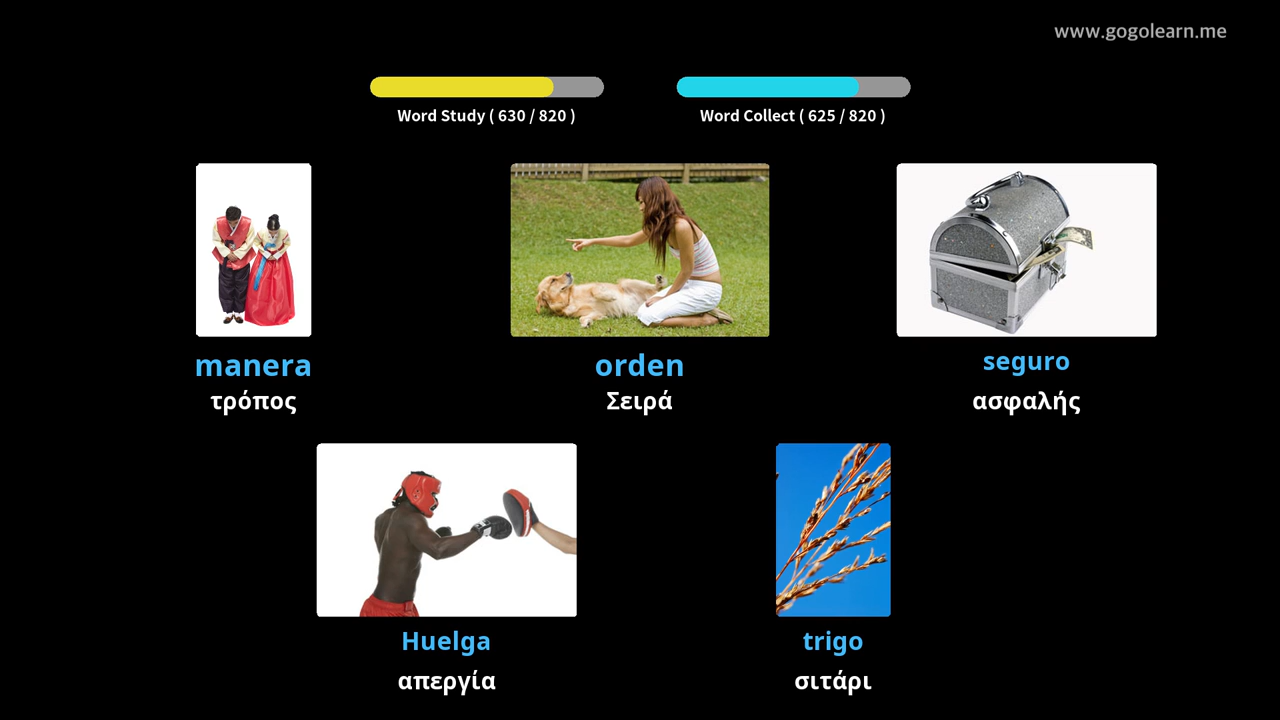 www.gogolearn.me
Word Study ( 630 / 820 )
Word Collect ( 625 / 820 )
manera
τρόπος
orden
Σειρά
seguro
ασφαλής
Huelga
απεργία
trigo
σιτάρι